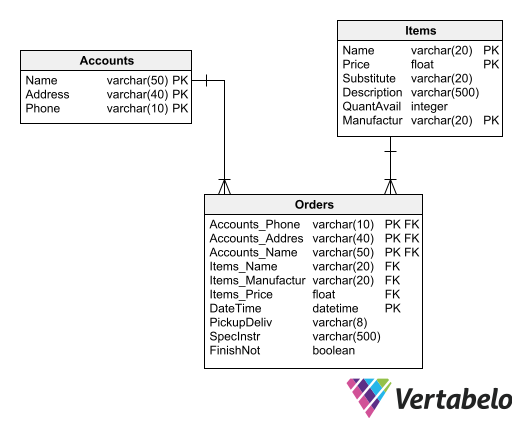 Accounts
Name varchar(50) PK
Address varchar(40) PK
Phone varchar(10) PK
Items
Name varchar(20) PK
Price float PK
Substitute varchar(20)
Description varchar(500)
QuantAvail integer
Manufactur varchar(20) PK
Orders
Accounts_Phone varchar(10) PK FK
Accounts_Addres varchar(40) PK FK
Accounts_Name varchar(50) PK FK
Items_Name varchar(20) FK
Items_Manufactur varchar(20) FK
Items_Price float FK
DateTime datetime PK
PickupDeliv varchar(8)
SpecInstr varchar(500)
FinishNot boolean
Vertabelo